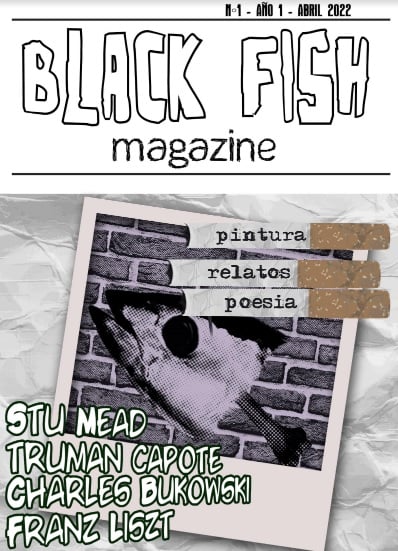 Nº1 - AÑO 1 - ABRIL 2022
BLACK FISH
magazine
pintura
relatos
poesia
STU MEAD
TRUMAN CAPOTE
CHARLES BUKOWSKI
FRANZ LISZT